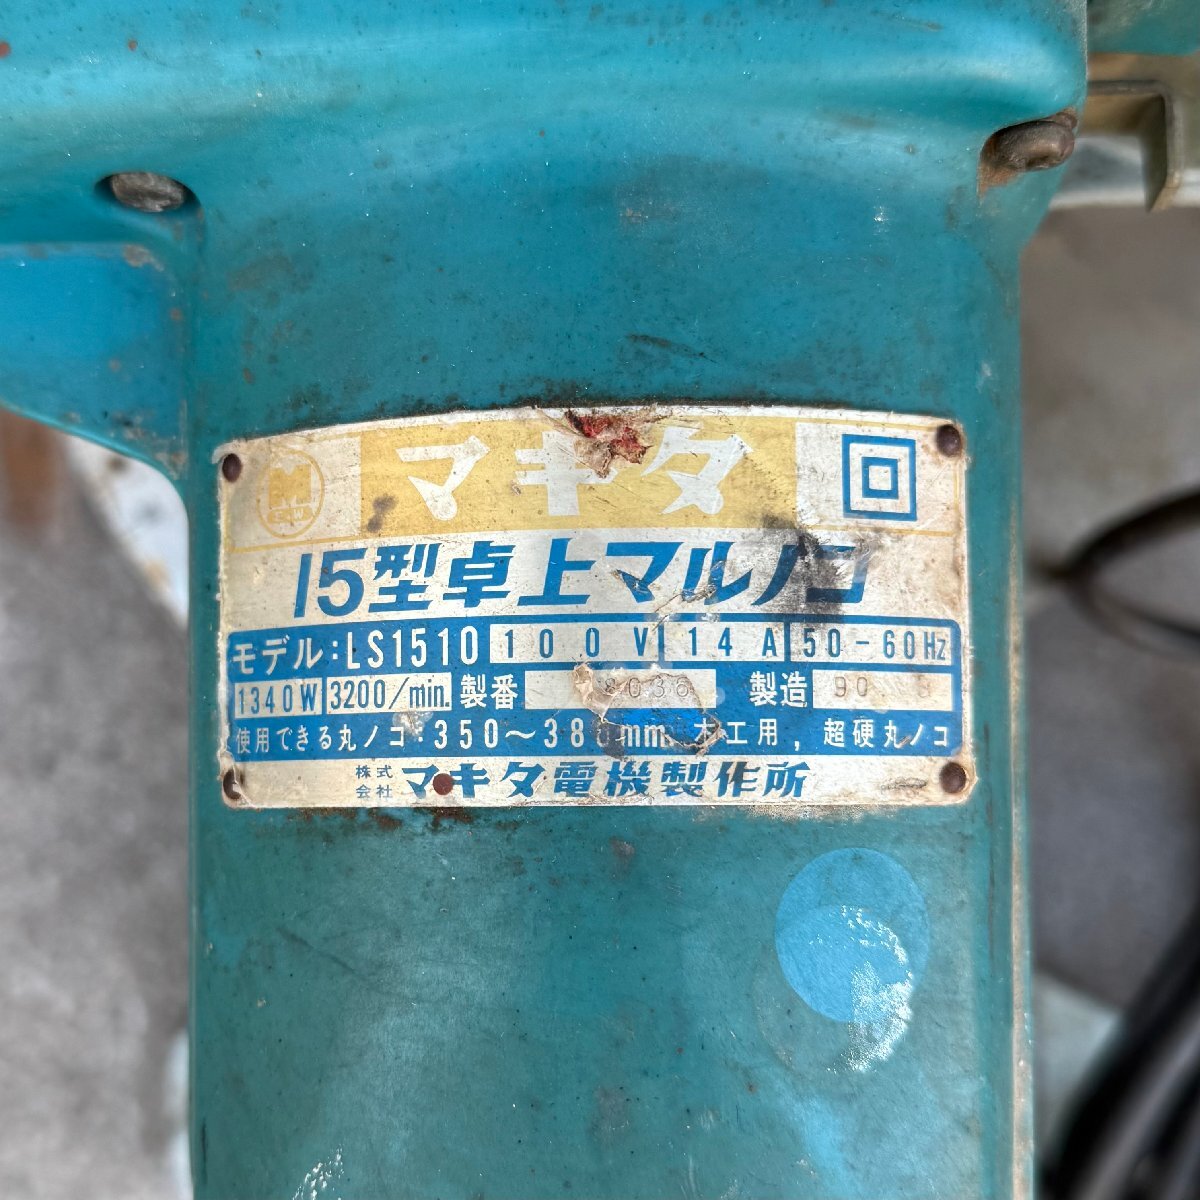 マキタ
15型卓上マルノコ
モデル:LS1510 100V 14A 50-60Hz
1340W 3200/min. 製番 8036 製造 90.
使用できる丸ノコ:350〜38 mm. 木工用, 超硬丸ノコ
株式会社 マキタ電機製作所